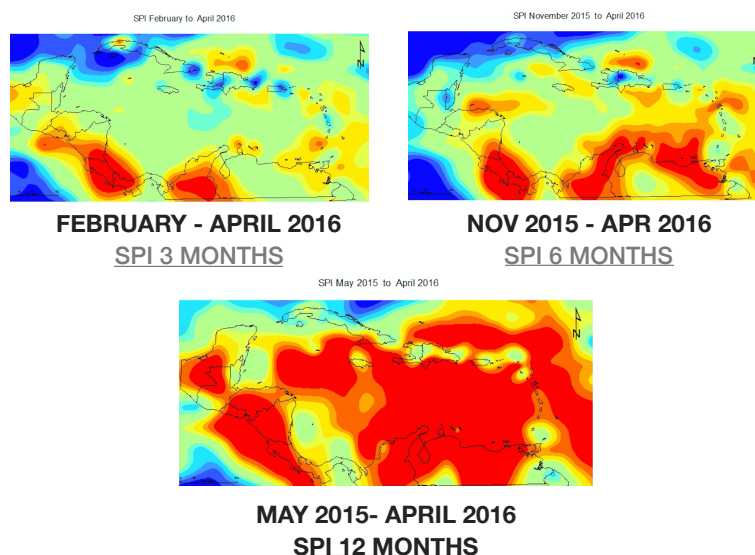 SPI February to April 2016
SPI November 2015 to April 2016
N
N
FEBRUARY - APRIL 2016
SPI 3 MONTHS
NOV 2015 - APR 2016
SPI 6 MONTHS
SPI May 2015 to April 2016
N
MAY 2015- APRIL 2016
SPI 12 MONTHS